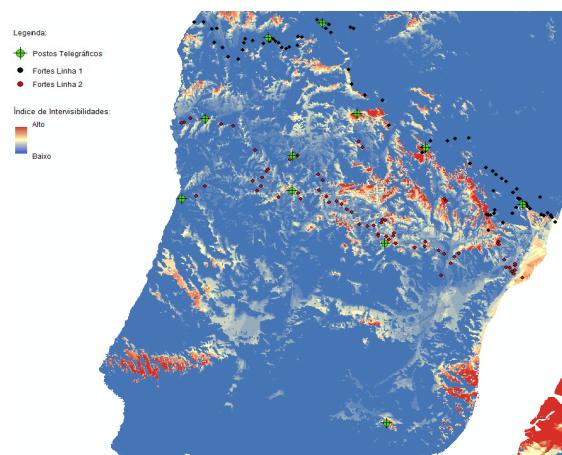 Legenda:
Postos Telegráficos
Fortes Linha 1
Fortes Linha 2
Índice de Intervisibilidades:
Alto
Baixo